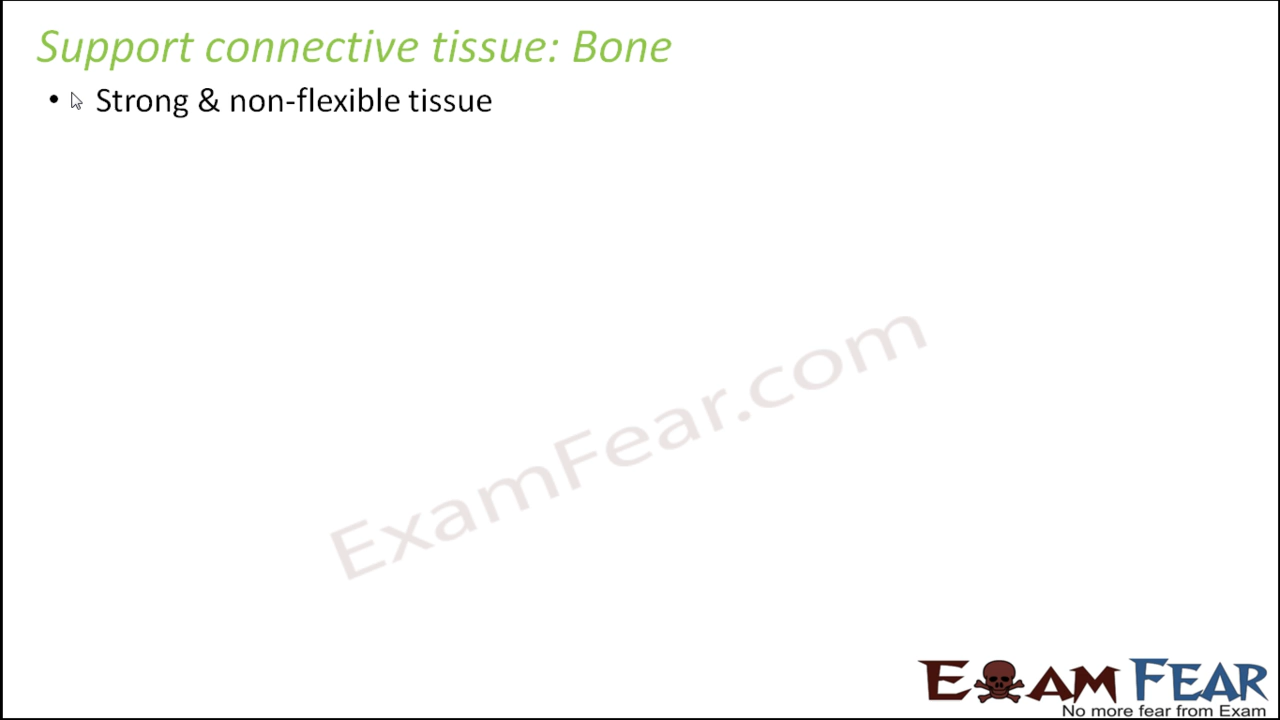 Support connective tissue: Bone
• Strong & non-flexible tissue
ExamFear.com
EXAM FEAR
No more fear from Exam